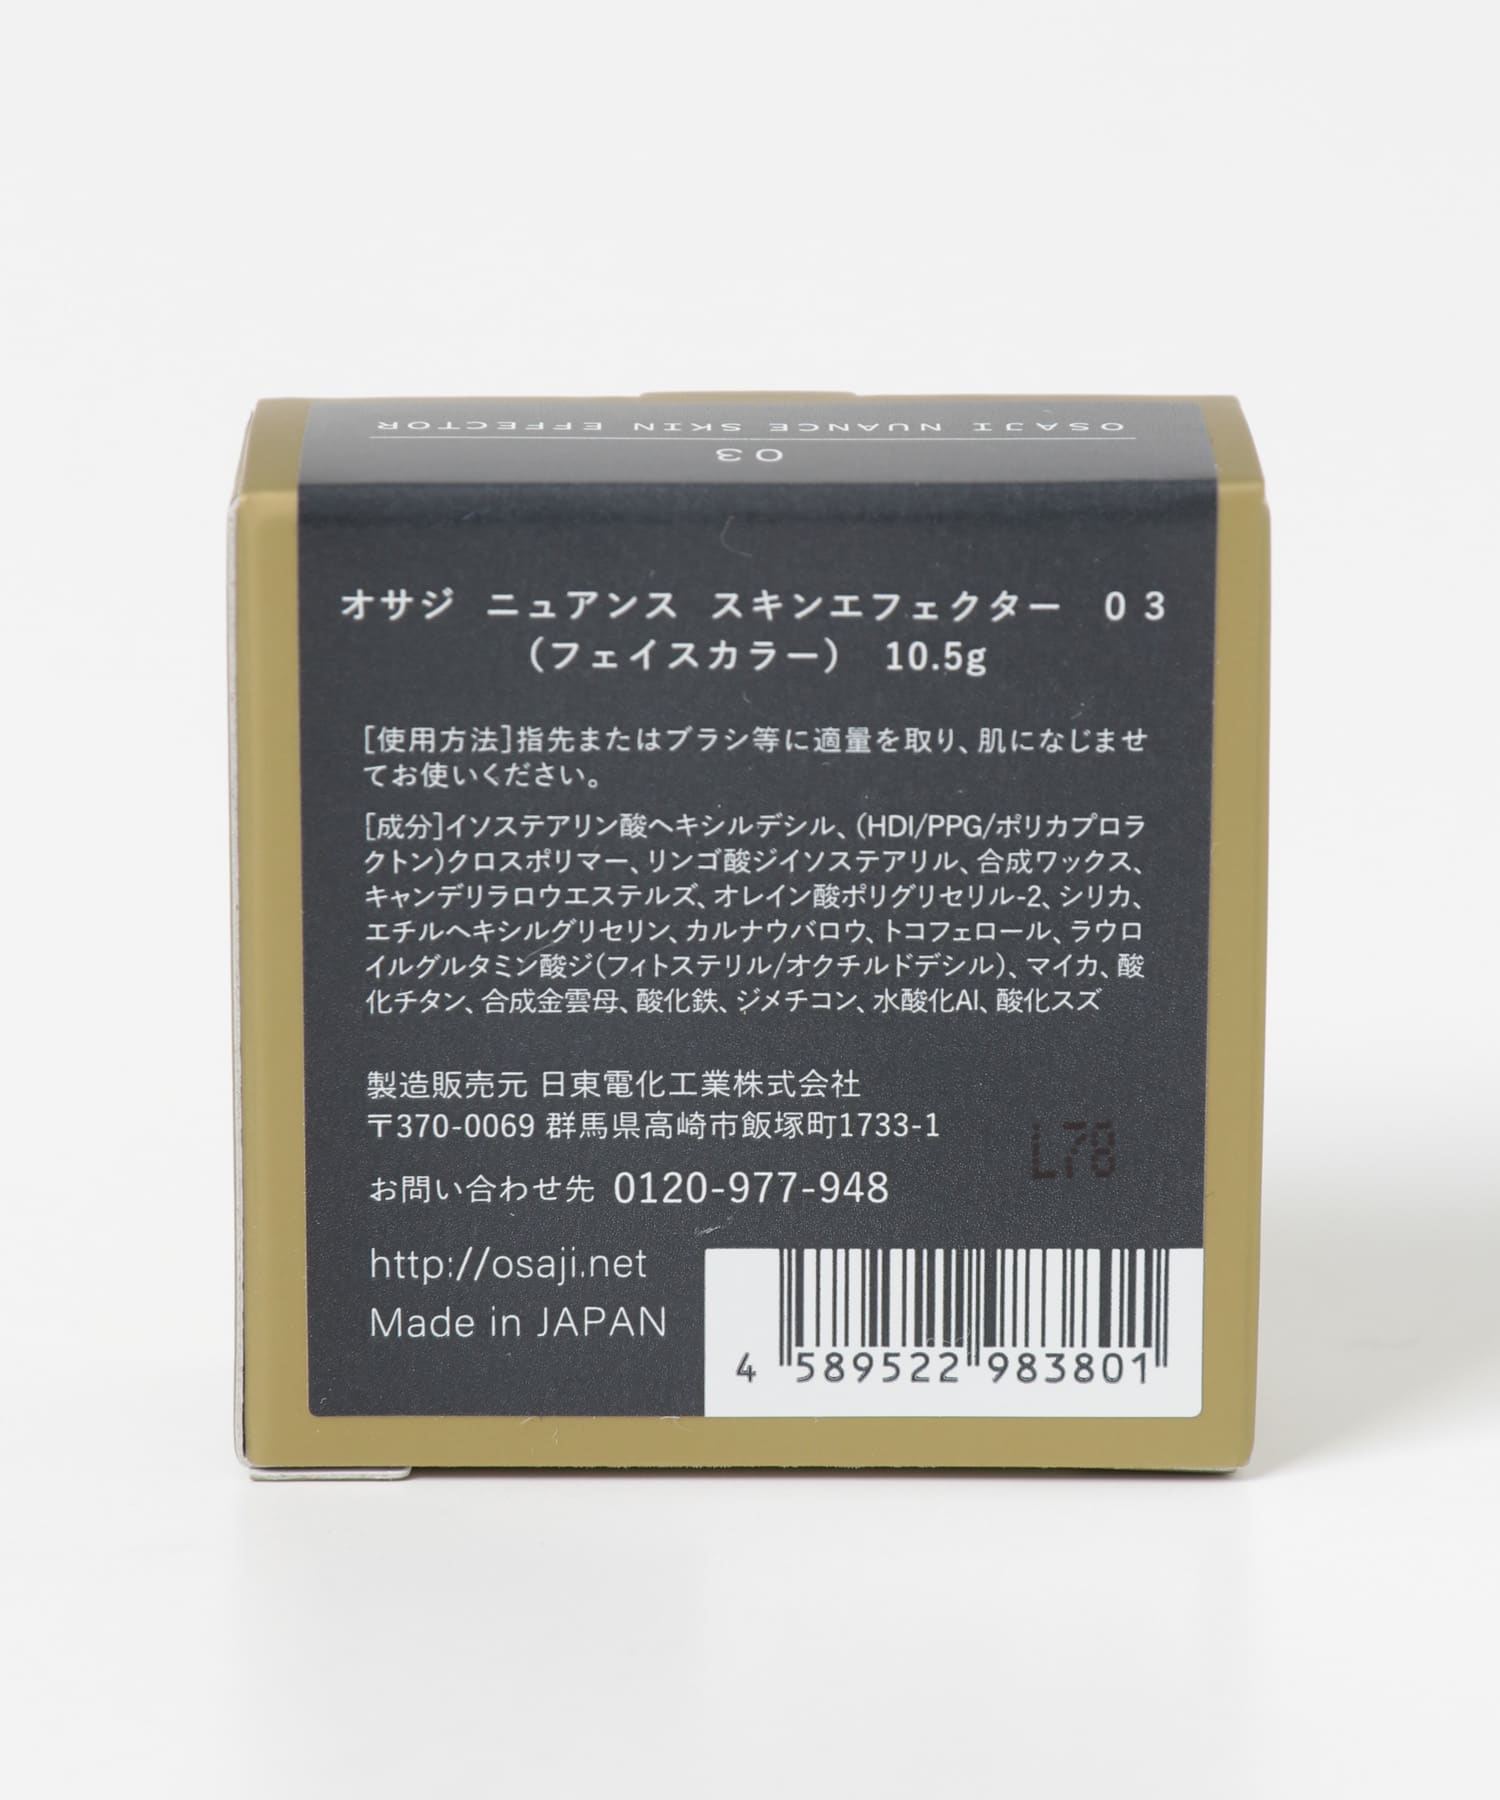 OSAJI NUANCE SKIN EFFECTOR
03
オサジ ニュアンス スキンエフェクター 03
（フェイスカラー） 10.5g
[使用方法]指先またはブラシ等に適量を取り、肌になじませ
てお使いください。
[成分]イソステアリン酸ヘキシルデシル、(HDI/PPG/ポリカプロラ
クトン)クロスポリマー、リンゴ酸ジイソステアリル、合成ワックス、
キャンデリラロウエステルズ、オレイン酸ポリグリセリル-2、シリカ、
エチルヘキシルグリセリン、カルナウバロウ、トコフェロール、ラウロ
イルグルタミン酸ジ(フィトステリル/オクチルドデシル)、マイカ、酸
化チタン、合成金雲母、酸化鉄、ジメチコン、水酸化Al、酸化スズ
製造販売元 日東電化工業株式会社
〒370-0069 群馬県高崎市飯塚町1733-1
L78
お問い合わせ先 0120-977-948
http://osaji.net
Made in JAPAN
4 589522 983801